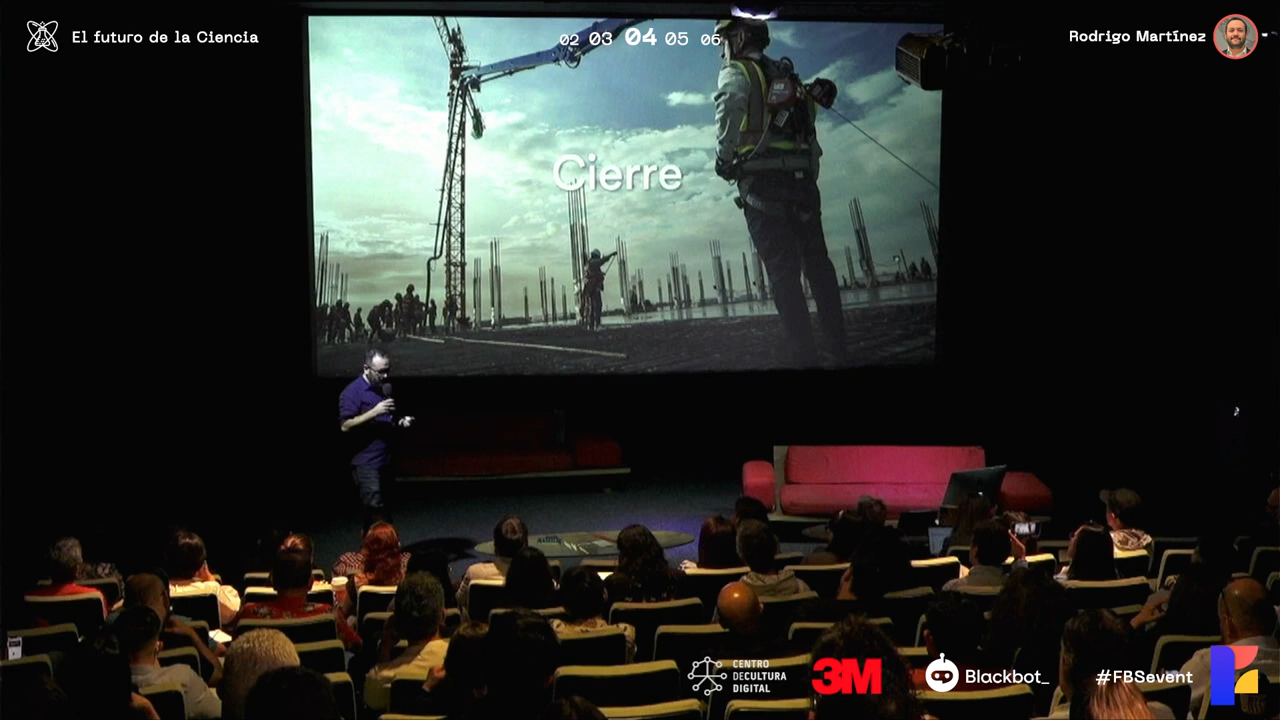 El futuro de la Ciencia
02 03 04 05 06
Rodrigo Martínez
Cierre
CENTRO
DECULTURA
DIGITAL
3M
Blackbot_
#FBSevent